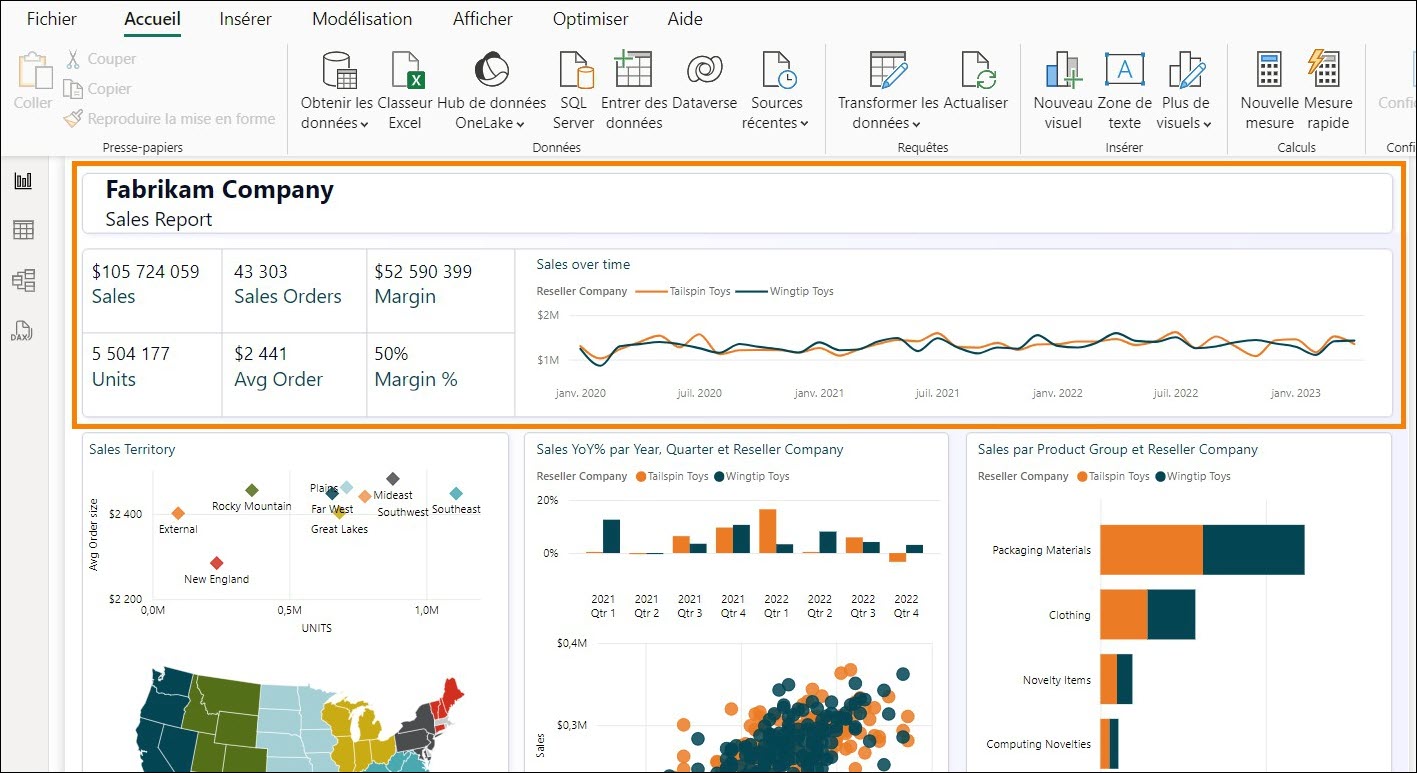 Fichier Accueil Insérer Modélisation Afficher Optimiser Aide
Coller
Couper
Copier
Reproduire la mise en forme
Presse-papiers
Obtenir les données
Classeur Excel
Hub de données OneLake
SQL Server
Entrer des données
Dataverse
Sources récentes
Données
Transformer les données
Actualiser
Requêtes
Nouveau visuel
Zone de texte
Plus de visuels
Insérer
Nouvelle mesure
Mesure rapide
Calculs
DAX
Fabrikam Company
Sales Report
$105 724 059
Sales
43 303
Sales Orders
$52 590 399
Margin
5 504 177
Units
$2 441
Avg Order
50%
Margin %
Sales over time
Reseller Company Tailspin Toys Wingtip Toys
$2M
$1M
janv. 2020 juil. 2020 janv. 2021 juil. 2021 janv. 2022 juil. 2022 janv. 2023
Sales Territory
Avg Order size
$2 400
$2 200
External
Rocky Mountain
New England
Plains
Far West
Great Lakes
Mideast
Southwest
Southeast
0,0M 0,5M 1,0M
UNITS
Sales YoY% par Year, Quarter et Reseller Company
Reseller Company Tailspin Toys Wingtip Toys
20%
0%
2021 2021 2021 2021 2022 2022 2022 2022
Qtr 1 Qtr 2 Qtr 3 Qtr 4 Qtr 1 Qtr 2 Qtr 3 Qtr 4
$0,4M
$0,3M
Sales
Sales par Product Group et Reseller Company
Reseller Company Tailspin Toys Wingtip Toys
Packaging Materials
Clothing
Novelty Items
Computing Novelties